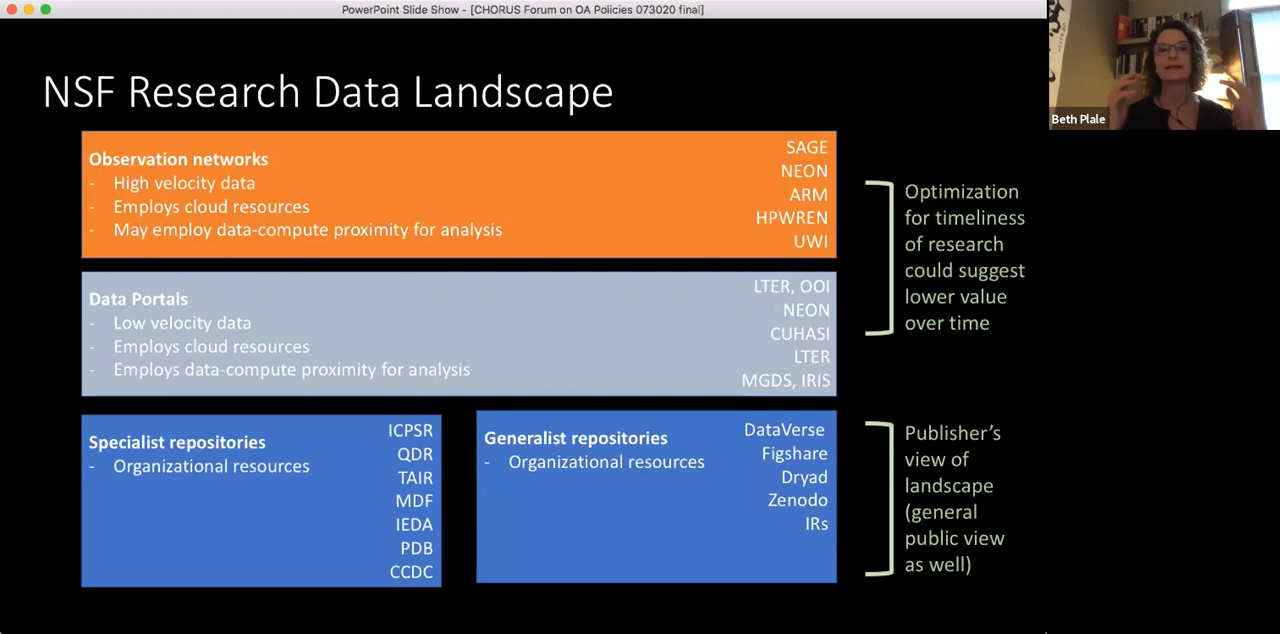 PowerPoint Slide Show - [CHORUS Forum on OA Policies 073020 final]
Beth Plale
NSF Research Data Landscape
Observation networks
- High velocity data
- Employs cloud resources
- May employ data-compute proximity for analysis
SAGE
NEON
ARM
HPWREN
UWI
Optimization
for timeliness
of research
could suggest
lower value
over time
Data Portals
- Low velocity data
- Employs cloud resources
- Employs data-compute proximity for analysis
LTER, OOI
NEON
CUHASI
LTER
MGDS, IRIS
Specialist repositories
- Organizational resources
ICPSR
QDR
TAIR
MDF
IEDA
PDB
CCDC
Generalist repositories
- Organizational resources
DataVerse
Figshare
Dryad
Zenodo
IRs
Publisher's
view of
landscape
(general
public view
as well)